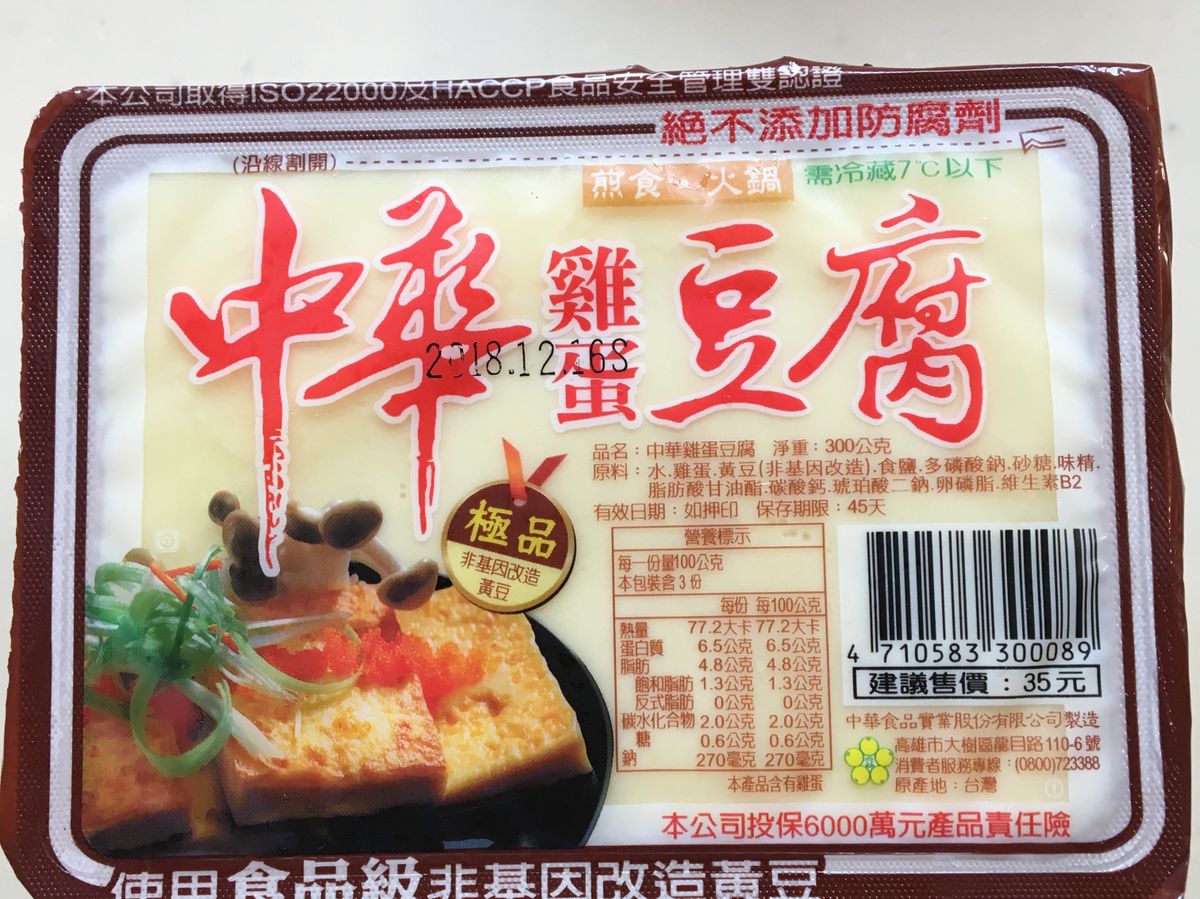 本公司取得ISO22000及HACCP食品安全管理雙認證
絕不添加防腐劑
(沿線割開)
煎食 火鍋
需冷藏7°C以下
中華雞蛋豆腐
2018.12.16S
品名：中華雞蛋豆腐 淨重：300公克
原料：水.雞蛋.黃豆(非基因改造).食鹽.多磷酸鈉.砂糖.味精.
脂肪酸甘油酯.碳酸鈣.琥珀酸二鈉.卵磷脂.維生素B2
有效日期：如押印 保存期限：45天
極品
非基因改造
黃豆
營養標示
每一份量100公克
本包裝含3份
每份 每100公克
熱量 77.2大卡 77.2大卡
蛋白質 6.5公克 6.5公克
脂肪 4.8公克 4.8公克
飽和脂肪 1.3公克 1.3公克
反式脂肪 0公克 0公克
碳水化合物 2.0公克 2.0公克
糖 0.6公克 0.6公克
鈉 270毫克 270毫克
本產品含有雞蛋
4 710583 300089
建議售價：35元
中華食品實業股份有限公司製造
高雄市大樹區龍目路110-6號
消費者服務專線：(0800)723388
原產地：台灣
本公司投保6000萬元產品責任險
使用食品級非基因改造黃豆